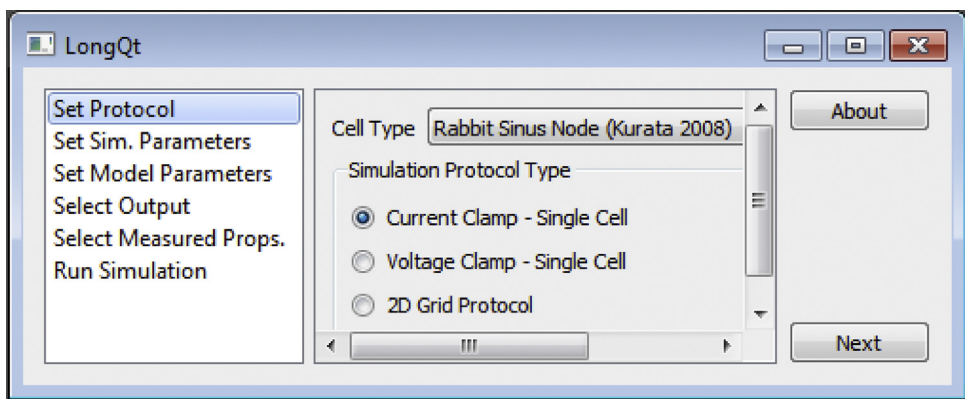 LongQt
Set Protocol
Set Sim. Parameters
Set Model Parameters
Select Output
Select Measured Props.
Run Simulation
Cell Type Rabbit Sinus Node (Kurata 2008)
Simulation Protocol Type
Current Clamp - Single Cell
Voltage Clamp - Single Cell
2D Grid Protocol
About
Next